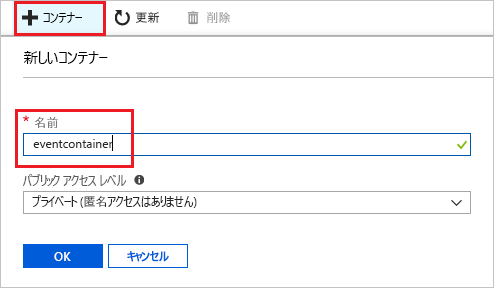 コンテナー 更新 削除
新しいコンテナー
* 名前
eventcontainer
パブリック アクセス レベル
プライベート (匿名アクセスはありません)
OK キャンセル